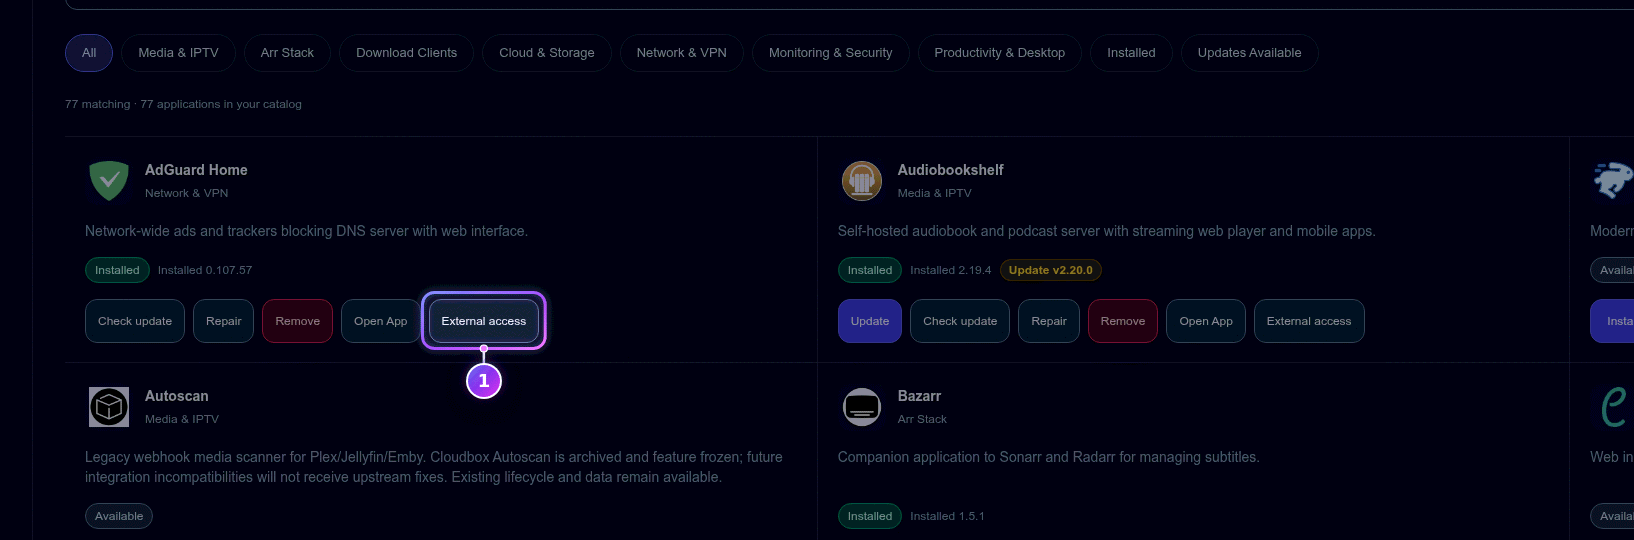 All Media & IPTV Arr Stack Download Clients Cloud & Storage Network & VPN Monitoring & Security Productivity & Desktop Installed Updates Available
77 matching · 77 applications in your catalog
AdGuard Home
Network & VPN
Network-wide ads and trackers blocking DNS server with web interface.
Installed Installed 0.107.57
Check update Repair Remove Open App External access
1
Audiobookshelf
Media & IPTV
Self-hosted audiobook and podcast server with streaming web player and mobile apps.
Installed Installed 2.19.4 Update v2.20.0
Update Check update Repair Remove Open App External access
Autoscan
Media & IPTV
Legacy webhook media scanner for Plex/Jellyfin/Emby. Cloudbox Autoscan is archived and feature frozen; future
integration incompatibilities will not receive upstream fixes. Existing lifecycle and data remain available.
Available
Bazarr
Arr Stack
Companion application to Sonarr and Radarr for managing subtitles.
Installed Installed 1.5.1
Web in